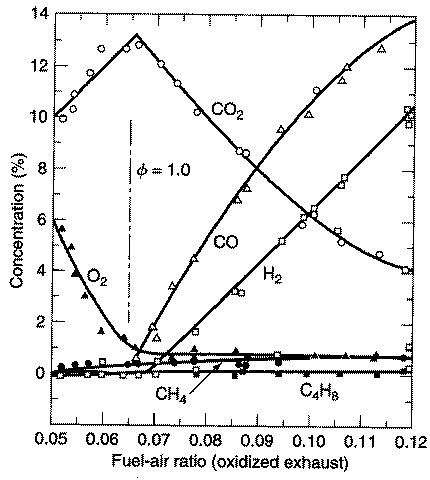 14
12
10
8
6
4
2
0
Concentration (%)
CO2
ϕ = 1.0
CO
O2
H2
CH4
C4H8
0.05 0.06 0.07 0.08 0.09 0.10 0.11 0.12
Fuel-air ratio (oxidized exhaust)